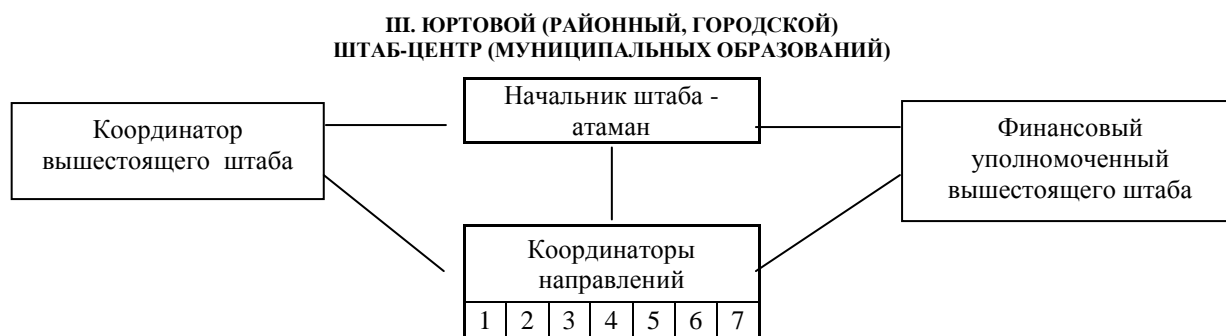 III. ЮРТОВОЙ (РАЙОННЫЙ, ГОРОДСКОЙ)
ШТАБ-ЦЕНТР (МУНИЦИПАЛЬНЫХ ОБРАЗОВАНИЙ)
Начальник штаба -
атаман
Координатор
вышестоящего штаба
Финансовый
уполномоченный
вышестоящего штаба
Координаторы
направлений
1 2 3 4 5 6 7